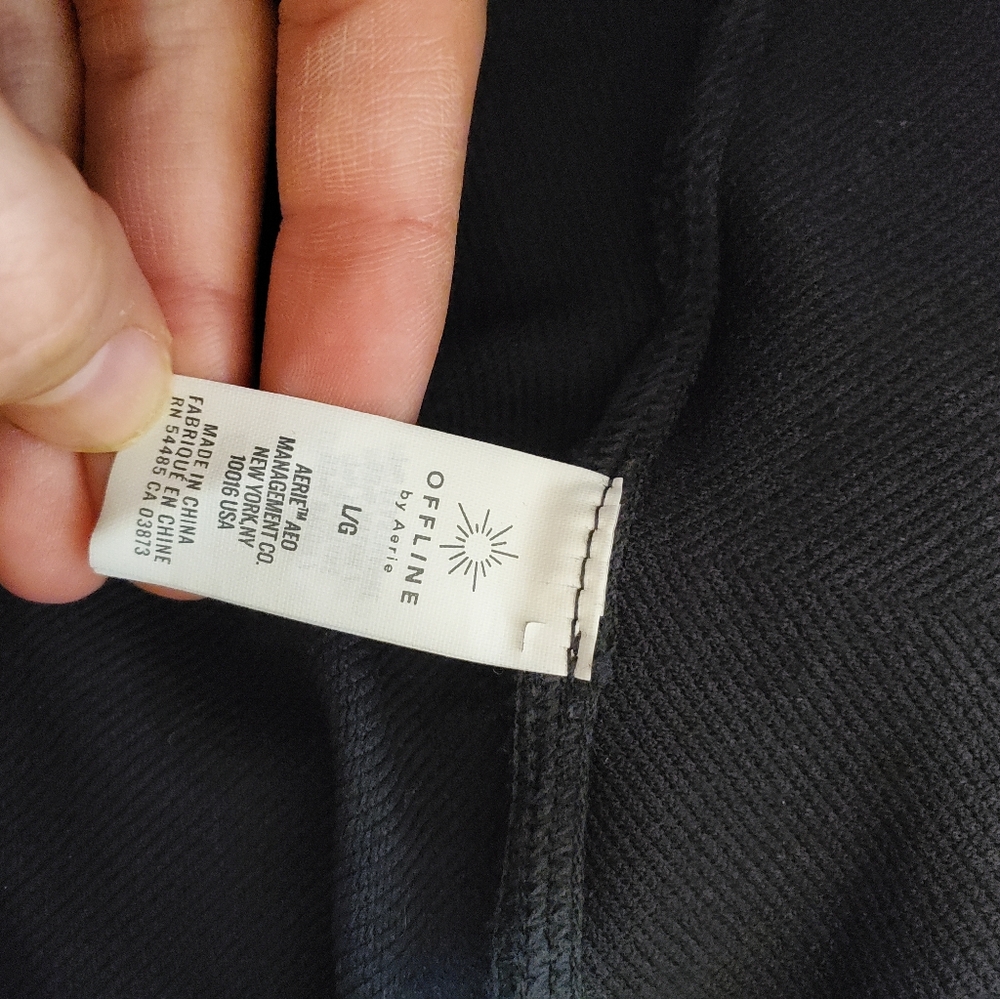 OFFLINE
by Aerie
L/G
AERIE™ AEO
MANAGEMENT CO.
NEW YORK, NY
10016 USA
MADE IN CHINA
FABRIQUÉ EN CHINE
RN 54485 CA 03873